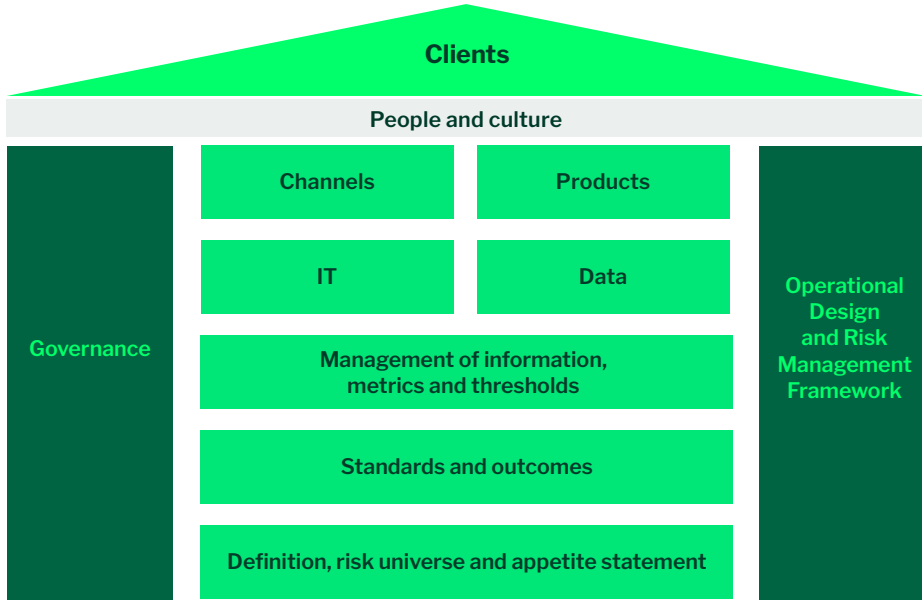 Clients
People and culture
Channels
Products
IT
Data
Governance
Operational
Design
and Risk
Management
Framework
Management of information,
metrics and thresholds
Standards and outcomes
Definition, risk universe and appetite statement